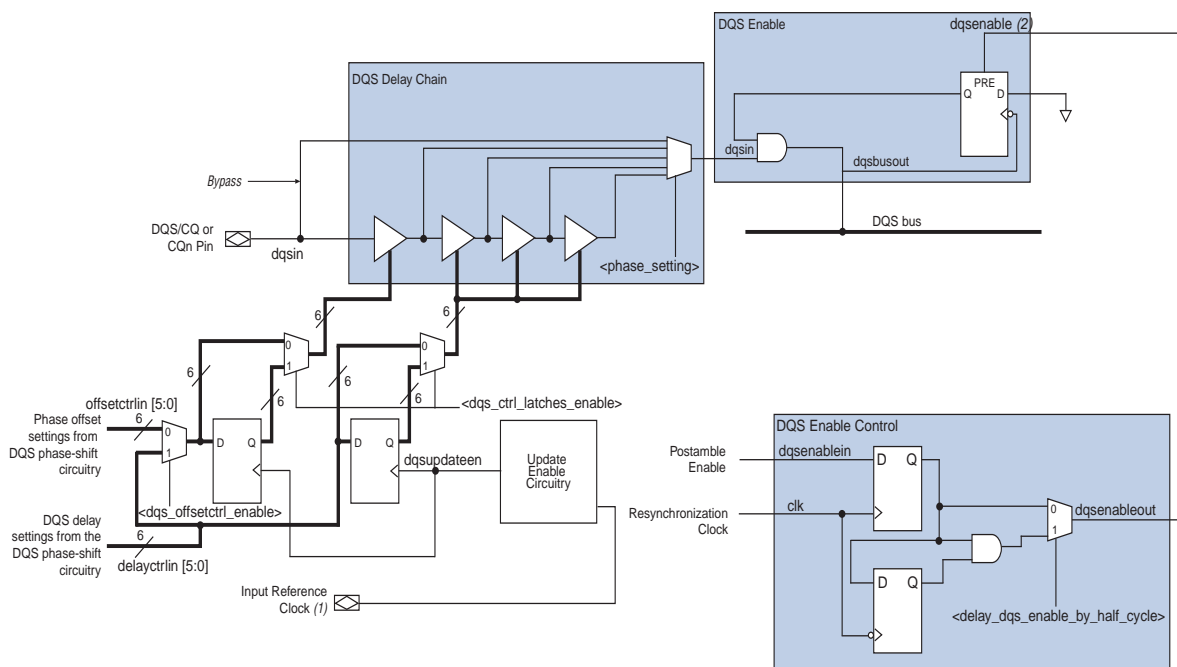 DQS Enable
dqsenable (2)
PRE
Q
D
DQS Delay Chain
dqsin
dqsbusout
Bypass
DQS/CQ or
CQn Pin
dqsin
DQS bus
<phase_setting>
6
6
0
1
0
1
6
6
6
6
<dqs_ctrl_latches_enable>
offsetctrlin [5:0]
Phase offset
settings from
DQS phase-shift
circuitry
6
0
1
D
Q
D
Q
dqsupdateen
Update
Enable
Circuitry
<dqs_offsetctrl_enable>
DQS delay
settings from the
DQS phase-shift
circuitry
6
delayctrlin [5:0]
Input Reference
Clock (1)
DQS Enable Control
Postamble
Enable
dqsenablein
D
Q
Resynchronization
Clock
clk
0
1
dqsenableout
D
Q
<delay_dqs_enable_by_half_cycle>